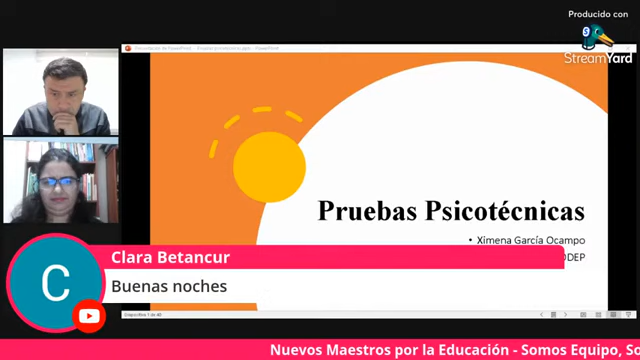 Producido con
StreamYard
Pruebas Psicotécnicas
• Ximena García Ocampo
Clara Betancur
Buenas noches
C
Nuevos Maestros por la Educación - Somos Equipo, So